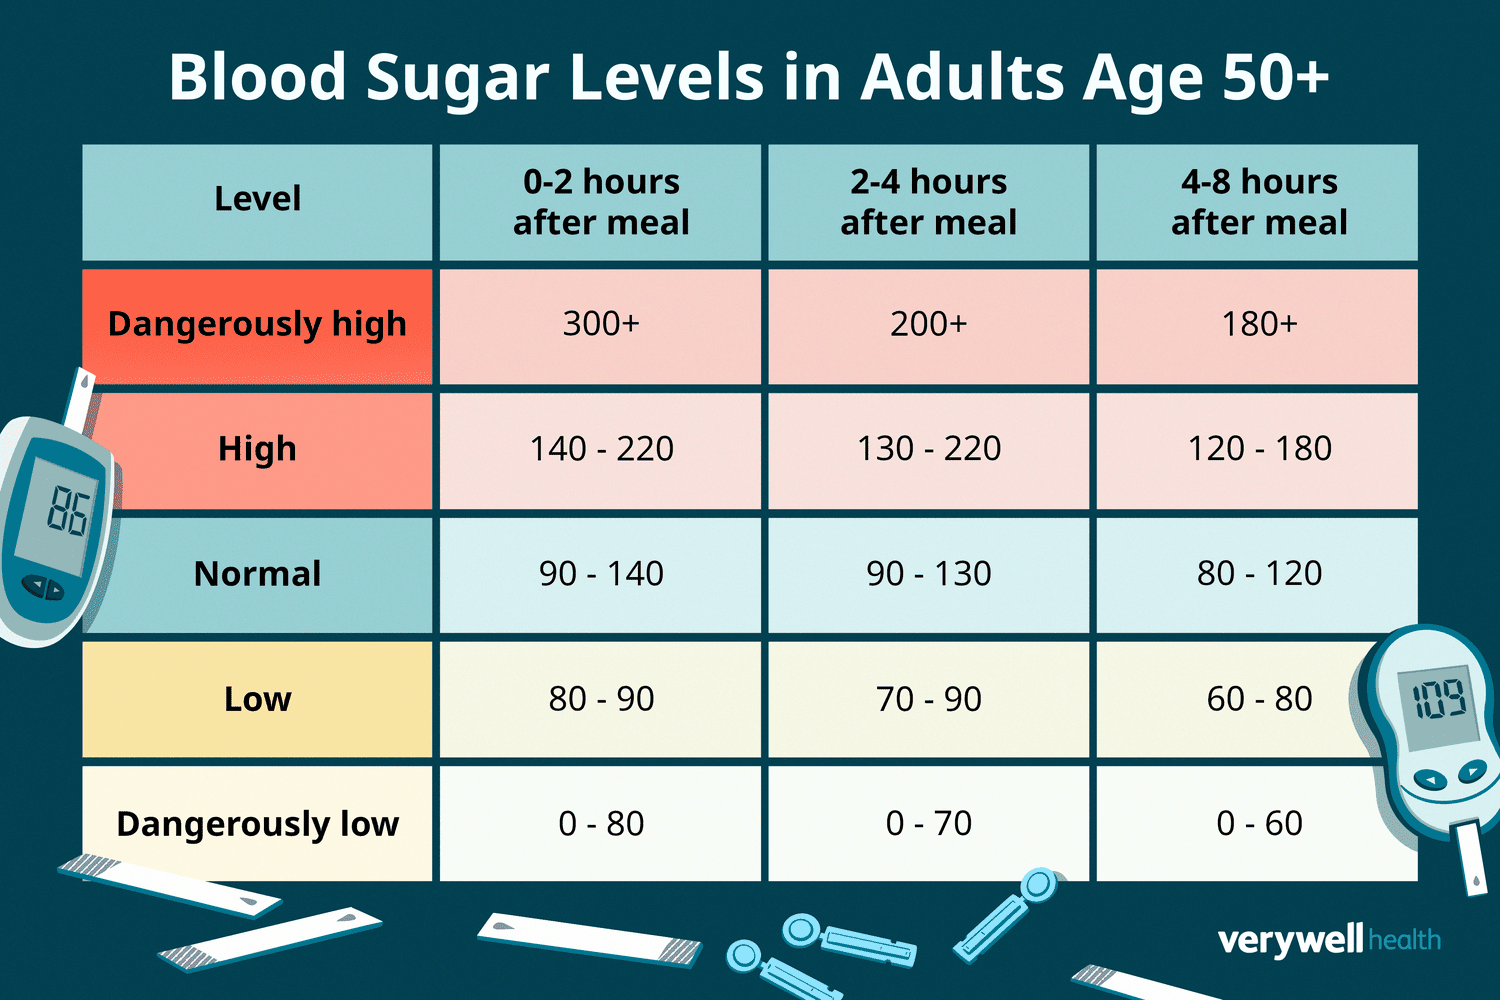 Blood Sugar Levels in Adults Age 50+
Level
0-2 hours
after meal
2-4 hours
after meal
4-8 hours
after meal
Dangerously high
300+
200+
180+
High
140 - 220
130 - 220
120 - 180
Normal
90 - 140
90 - 130
80 - 120
Low
80 - 90
70 - 90
60 - 80
Dangerously low
0 - 80
0 - 70
0 - 60
86
109
verywell health